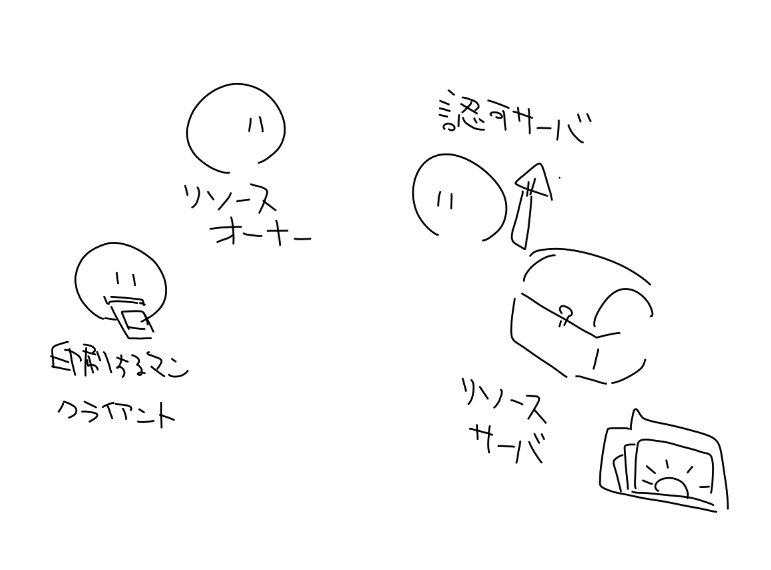 認可サーバ
リソース
オーナー
印刷するマン
クライアント
リソース
サーバ